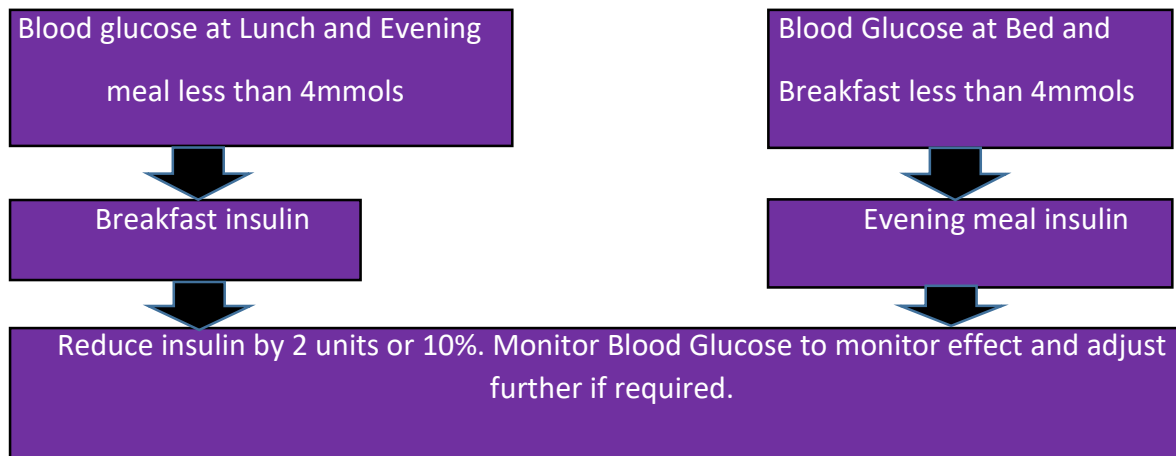 Blood glucose at Lunch and Evening
meal less than 4mmols
Blood Glucose at Bed and
Breakfast less than 4mmols
Breakfast insulin
Evening meal insulin
Reduce insulin by 2 units or 10%. Monitor Blood Glucose to monitor effect and adjust
further if required.